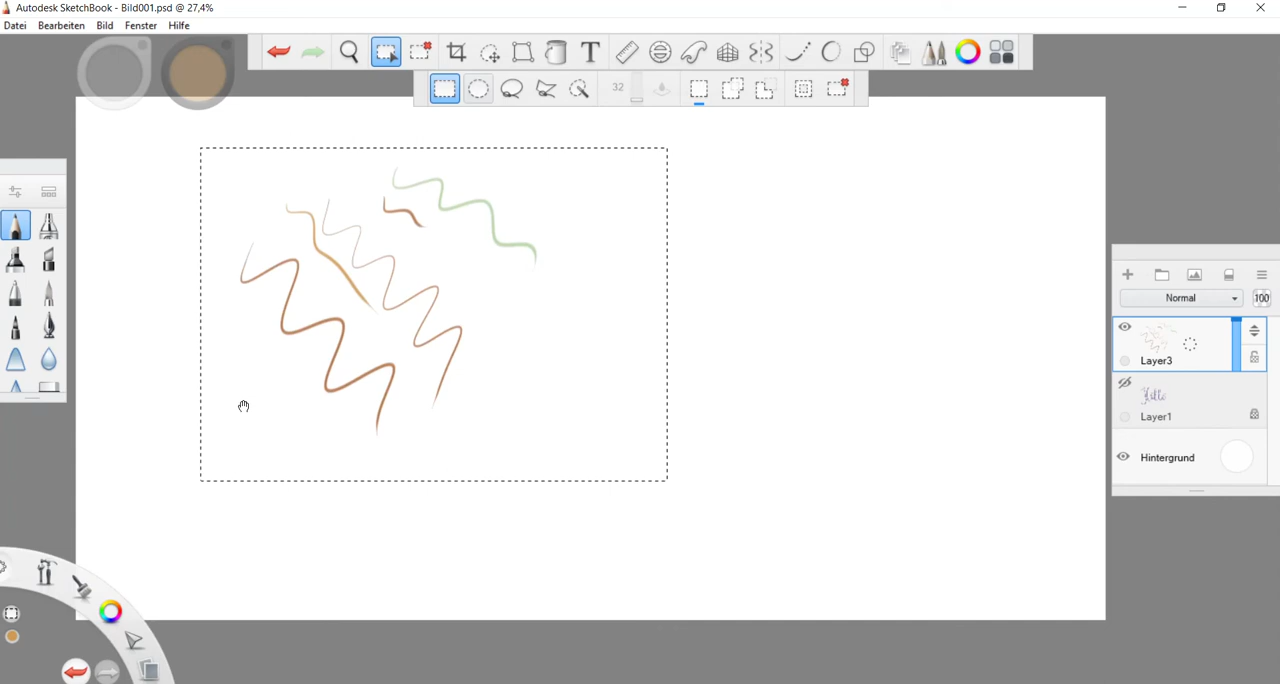 Autodesk SketchBook - Bild001.psd @ 27,4%
Datei Bearbeiten Bild Fenster Hilfe
T
32
Normal 100
Layer3
Layer1
Hintergrund